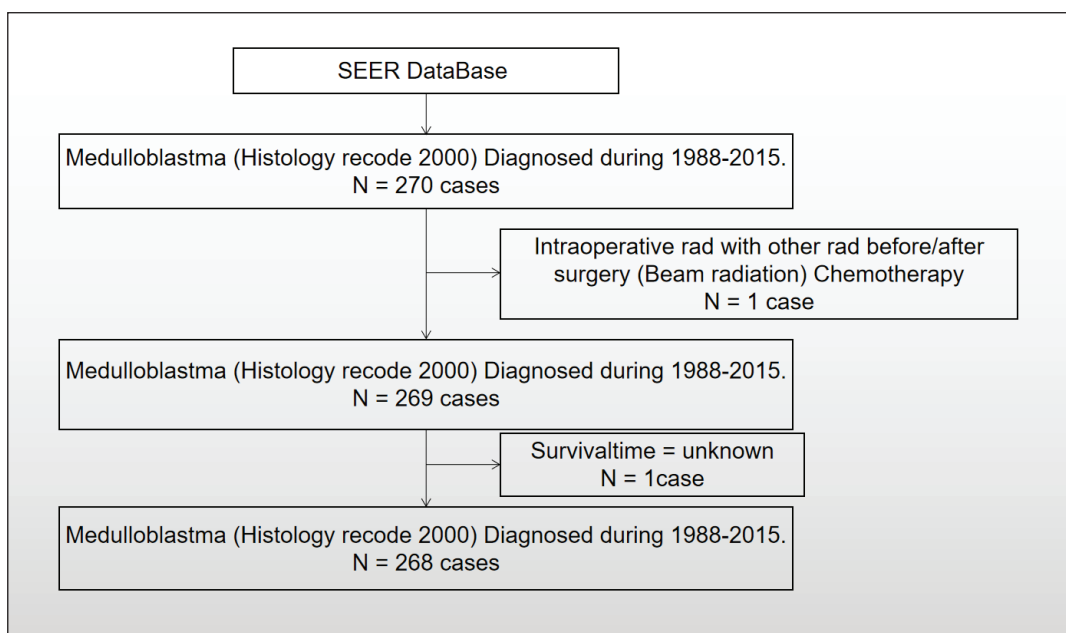 SEER DataBase
Medulloblastma (Histology recode 2000) Diagnosed during 1988-2015.
N = 270 cases
Intraoperative rad with other rad before/after
surgery (Beam radiation) Chemotherapy
N = 1 case
Medulloblastma (Histology recode 2000) Diagnosed during 1988-2015.
N = 269 cases
Survivaltime = unknown
N = 1case
Medulloblastma (Histology recode 2000) Diagnosed during 1988-2015.
N = 268 cases